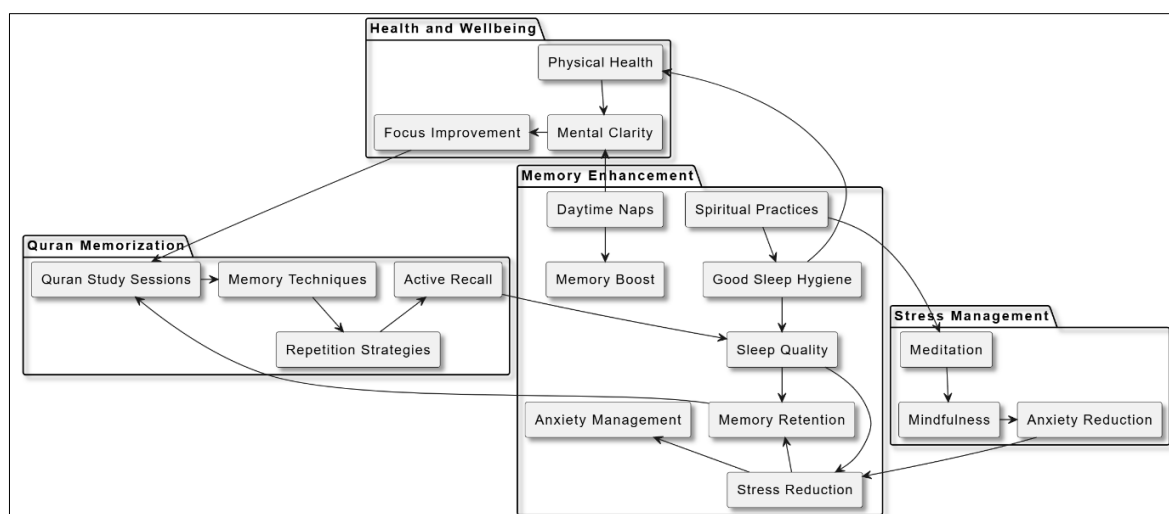 Health and Wellbeing
Physical Health
Focus Improvement
Mental Clarity
Memory Enhancement
Daytime Naps
Spiritual Practices
Memory Boost
Good Sleep Hygiene
Sleep Quality
Anxiety Management
Memory Retention
Stress Reduction
Quran Memorization
Quran Study Sessions
Memory Techniques
Active Recall
Repetition Strategies
Stress Management
Meditation
Mindfulness
Anxiety Reduction